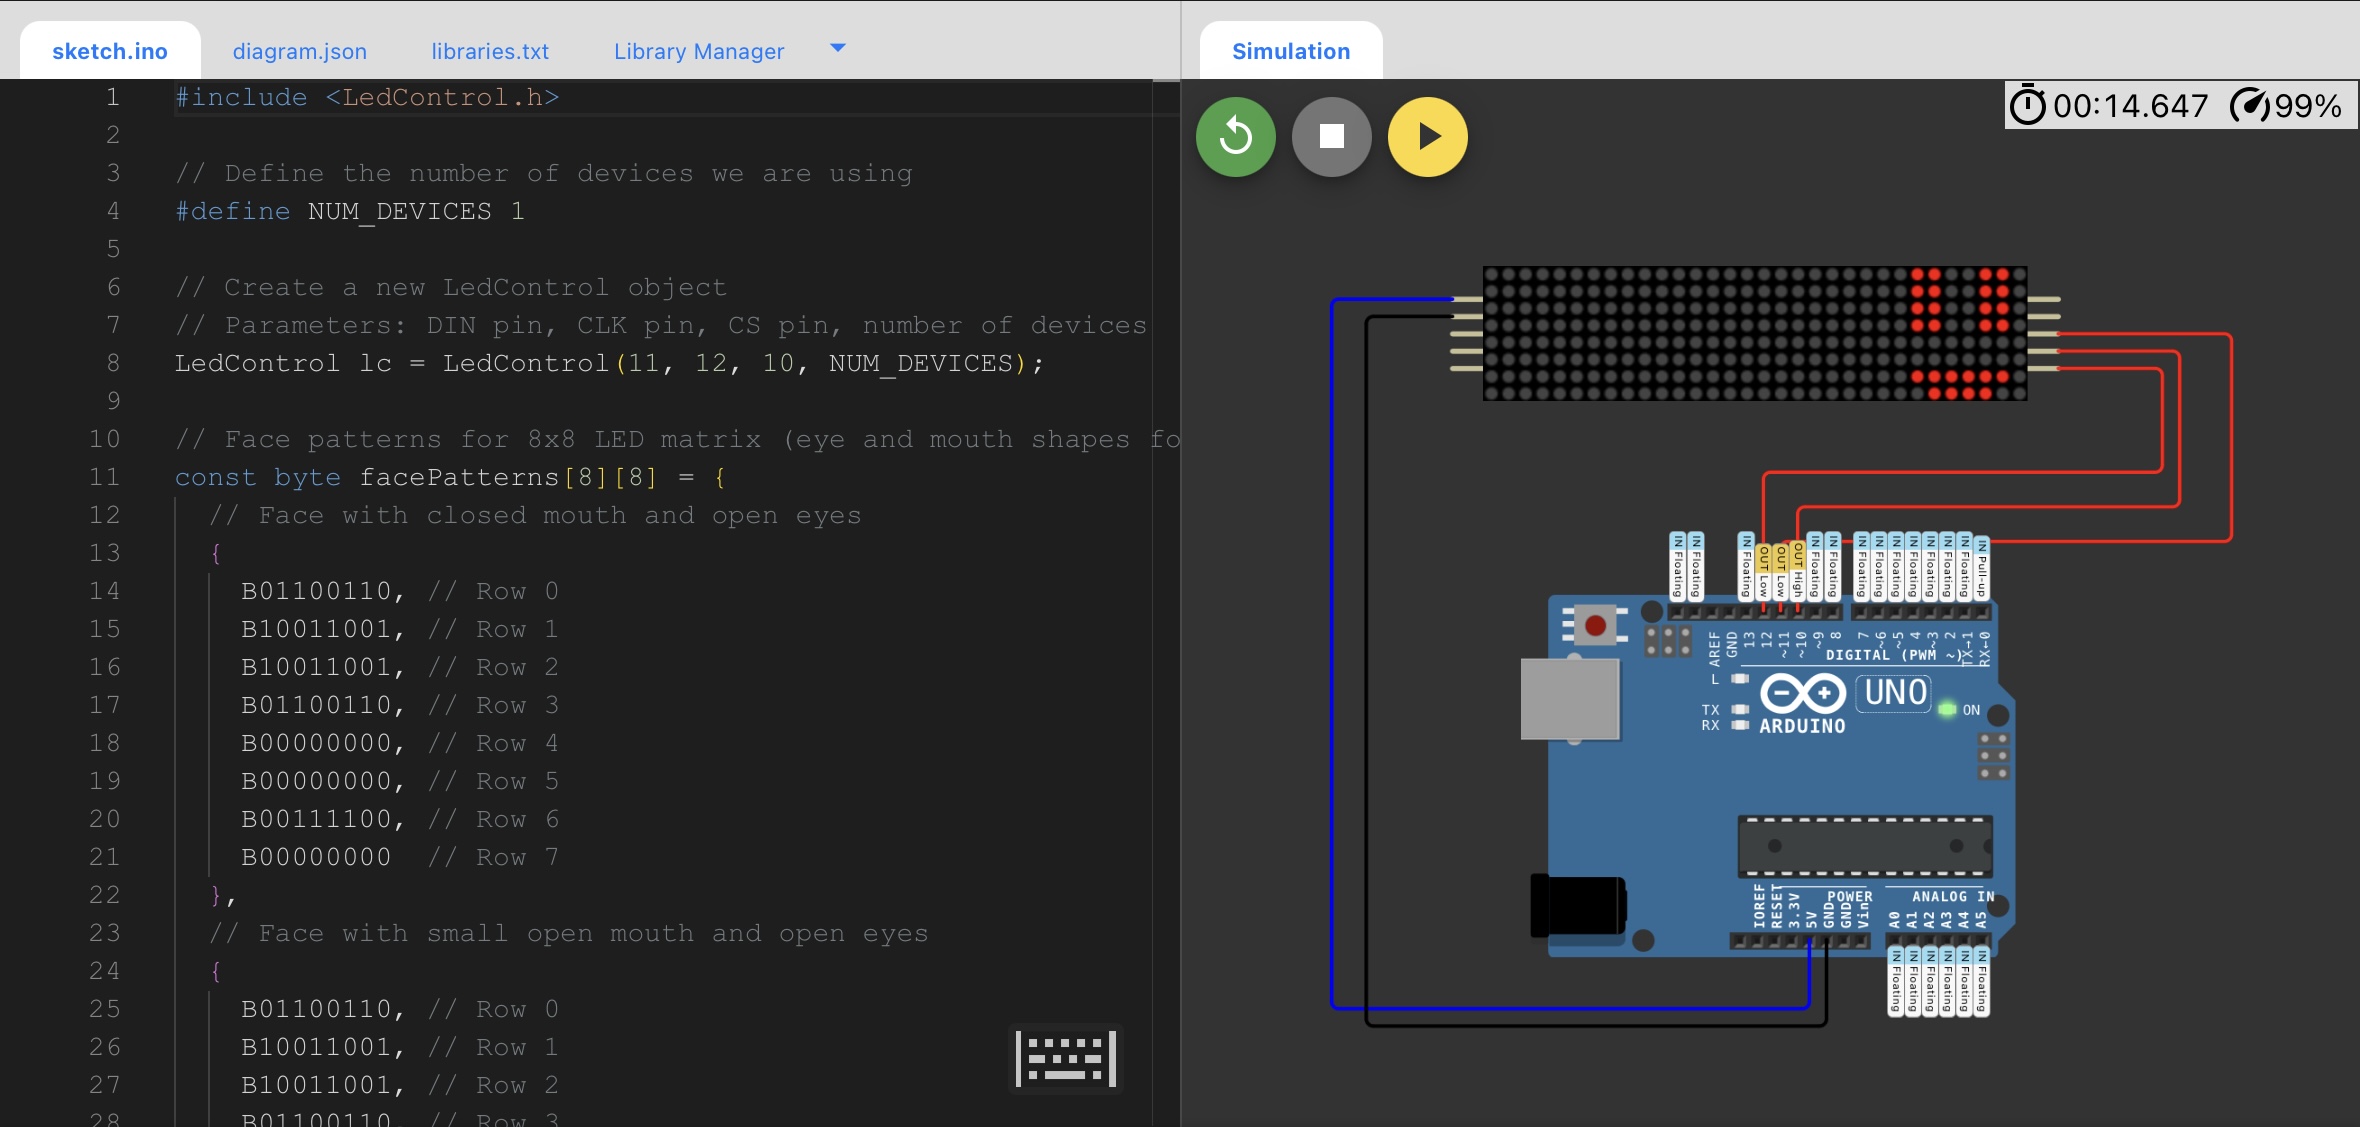 sketch.ino diagram.json libraries.txt Library Manager
1 #include <LedControl.h>
2
3 // Define the number of devices we are using
4 #define NUM_DEVICES 1
5
6 // Create a new LedControl object
7 // Parameters: DIN pin, CLK pin, CS pin, number of devices
8 LedControl lc = LedControl(11, 12, 10, NUM_DEVICES);
9
10 // Face patterns for 8x8 LED matrix (eye and mouth shapes fo
11 const byte facePatterns[8][8] = {
12 // Face with closed mouth and open eyes
13 {
14 B01100110, // Row 0
15 B10011001, // Row 1
16 B10011001, // Row 2
17 B01100110, // Row 3
18 B00000000, // Row 4
19 B00000000, // Row 5
20 B00111100, // Row 6
21 B00000000 // Row 7
22 },
23 // Face with small open mouth and open eyes
24 {
25 B01100110, // Row 0
26 B10011001, // Row 1
27 B10011001, // Row 2
28 B01100110, // Row 3
Simulation
00:14.647 99%
IN Floating
IN Floating
IN Floating
OUT Low
OUT Low
OUT High
IN Floating
IN Floating
IN Floating
IN Floating
IN Floating
IN Floating
IN Floating
IN Floating
IN Floating
IN Pull-up
AREF
GND
13
12
~11
~10
~9
8
7
~6
~5
4
~3
2
TX→1
RX←0
DIGITAL (PWM ~)
L
TX
RX
UNO
ON
ARDUINO
IOREF
RESET
3.3V
5V
GND
GND
Vin
POWER
ANALOG IN
A0
A1
A2
A3
A4
A5
IN Floating
IN Floating
IN Floating
IN Floating
IN Floating
IN Floating